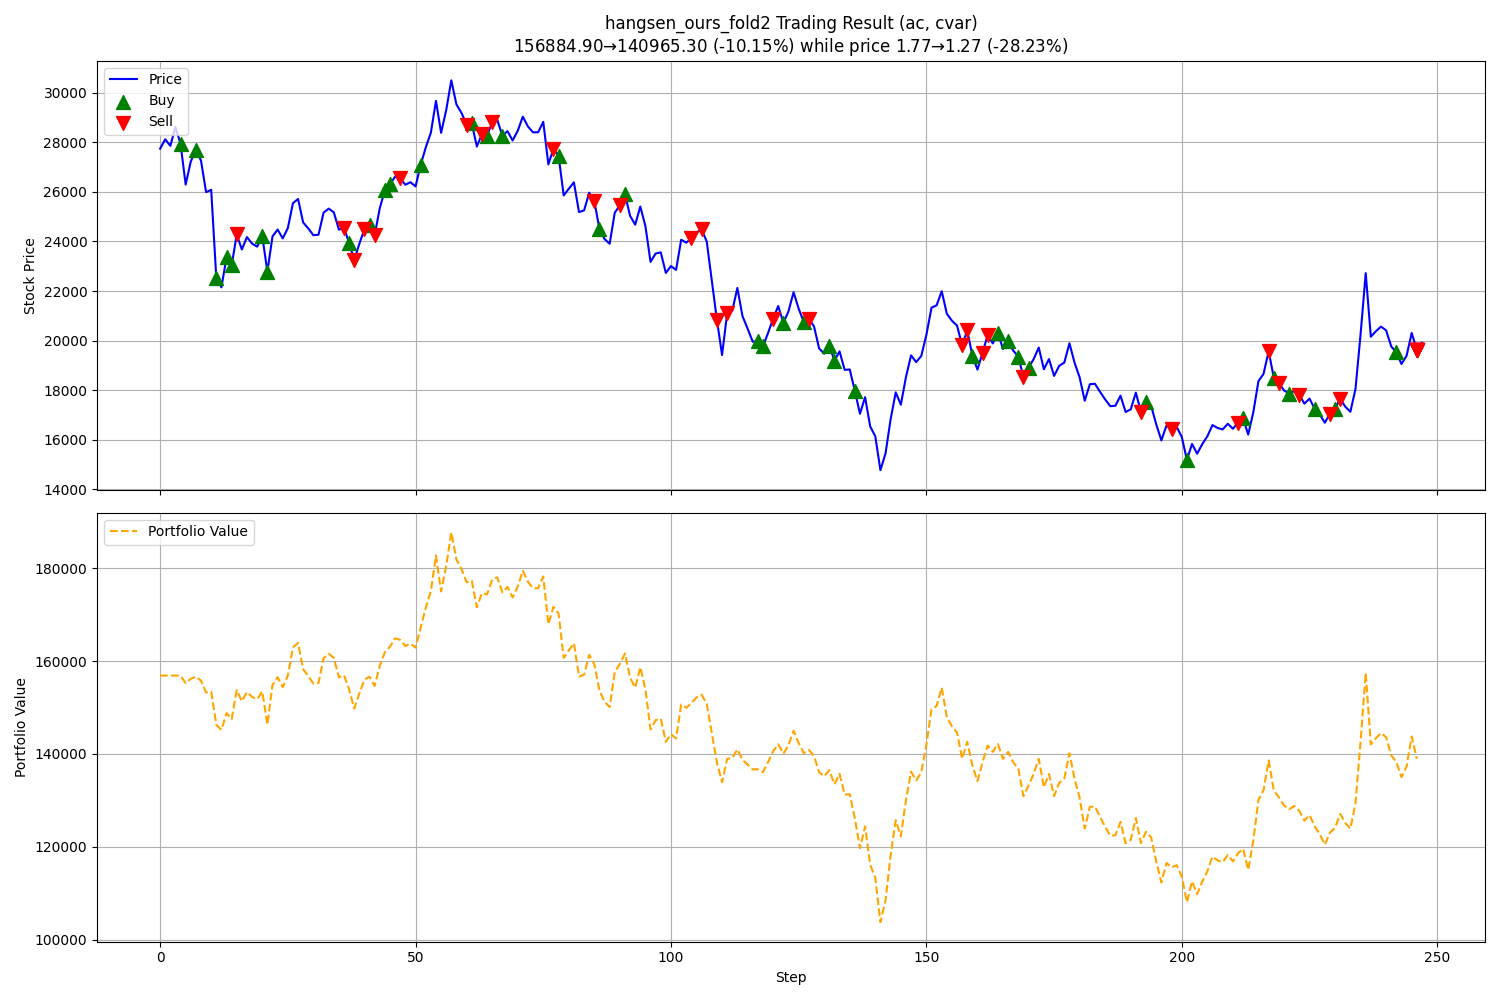 hangsen_ours_fold2 Trading Result (ac, cvar)
156884.90→140965.30 (-10.15%) while price 1.77→1.27 (-28.23%)
Price
Buy
Sell
Stock Price
30000
28000
26000
24000
22000
20000
18000
16000
14000
Portfolio Value
Portfolio Value
180000
160000
140000
120000
100000
0 50 100 150 200 250
Step